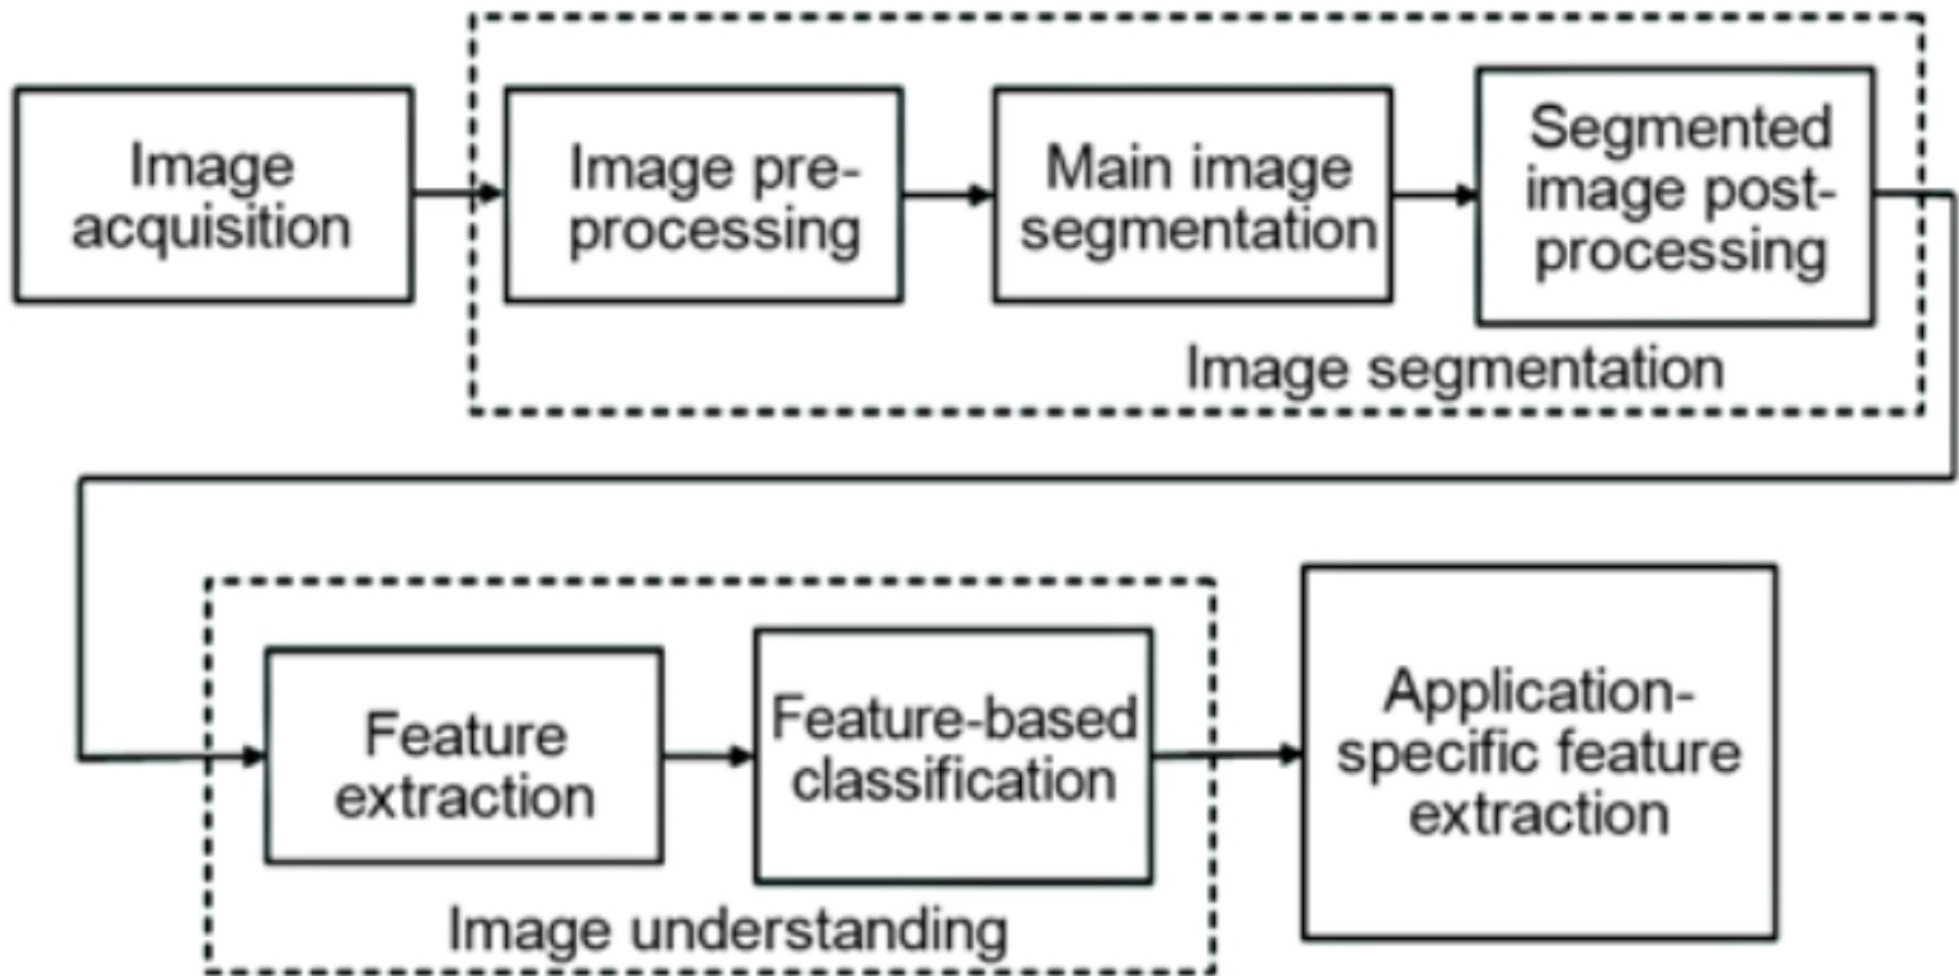 Image
acquisition
Image pre-
processing
Main image
segmentation
Segmented
image post-
processing
Image segmentation
Feature
extraction
Feature-based
classification
Image understanding
Application-
specific feature
extraction